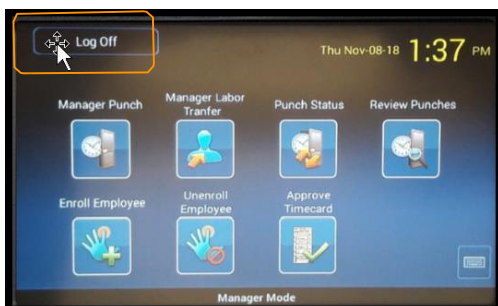 Log Off
Thu Nov-08-18 1:37 PM
Manager Punch
Manager Labor
Tranfer
Punch Status
Review Punches
Enroll Employee
Unenroll
Employee
Approve
Timecard
Manager Mode